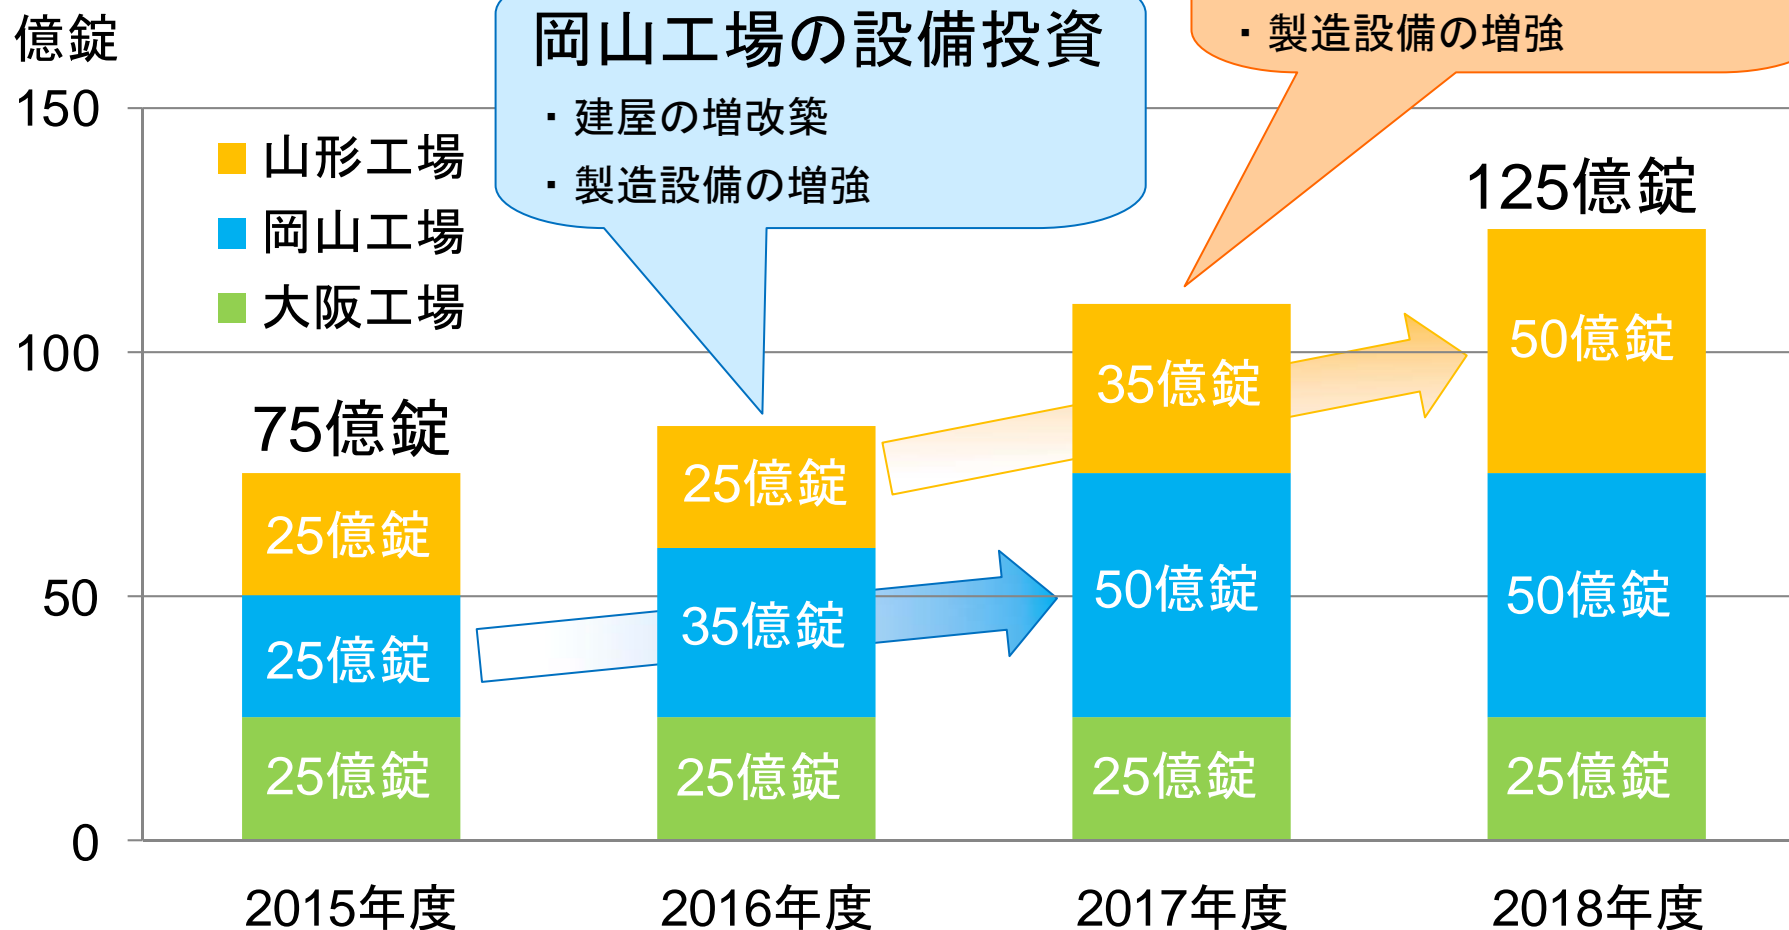 億錠
岡山工場の設備投資
・建屋の増改築
・製造設備の増強
・製造設備の増強
150
100
50
0
山形工場
岡山工場
大阪工場
75億錠
125億錠
25億錠
25億錠
25億錠
25億錠
35億錠
25億錠
35億錠
50億錠
25億錠
50億錠
50億錠
25億錠
2015年度
2016年度
2017年度
2018年度